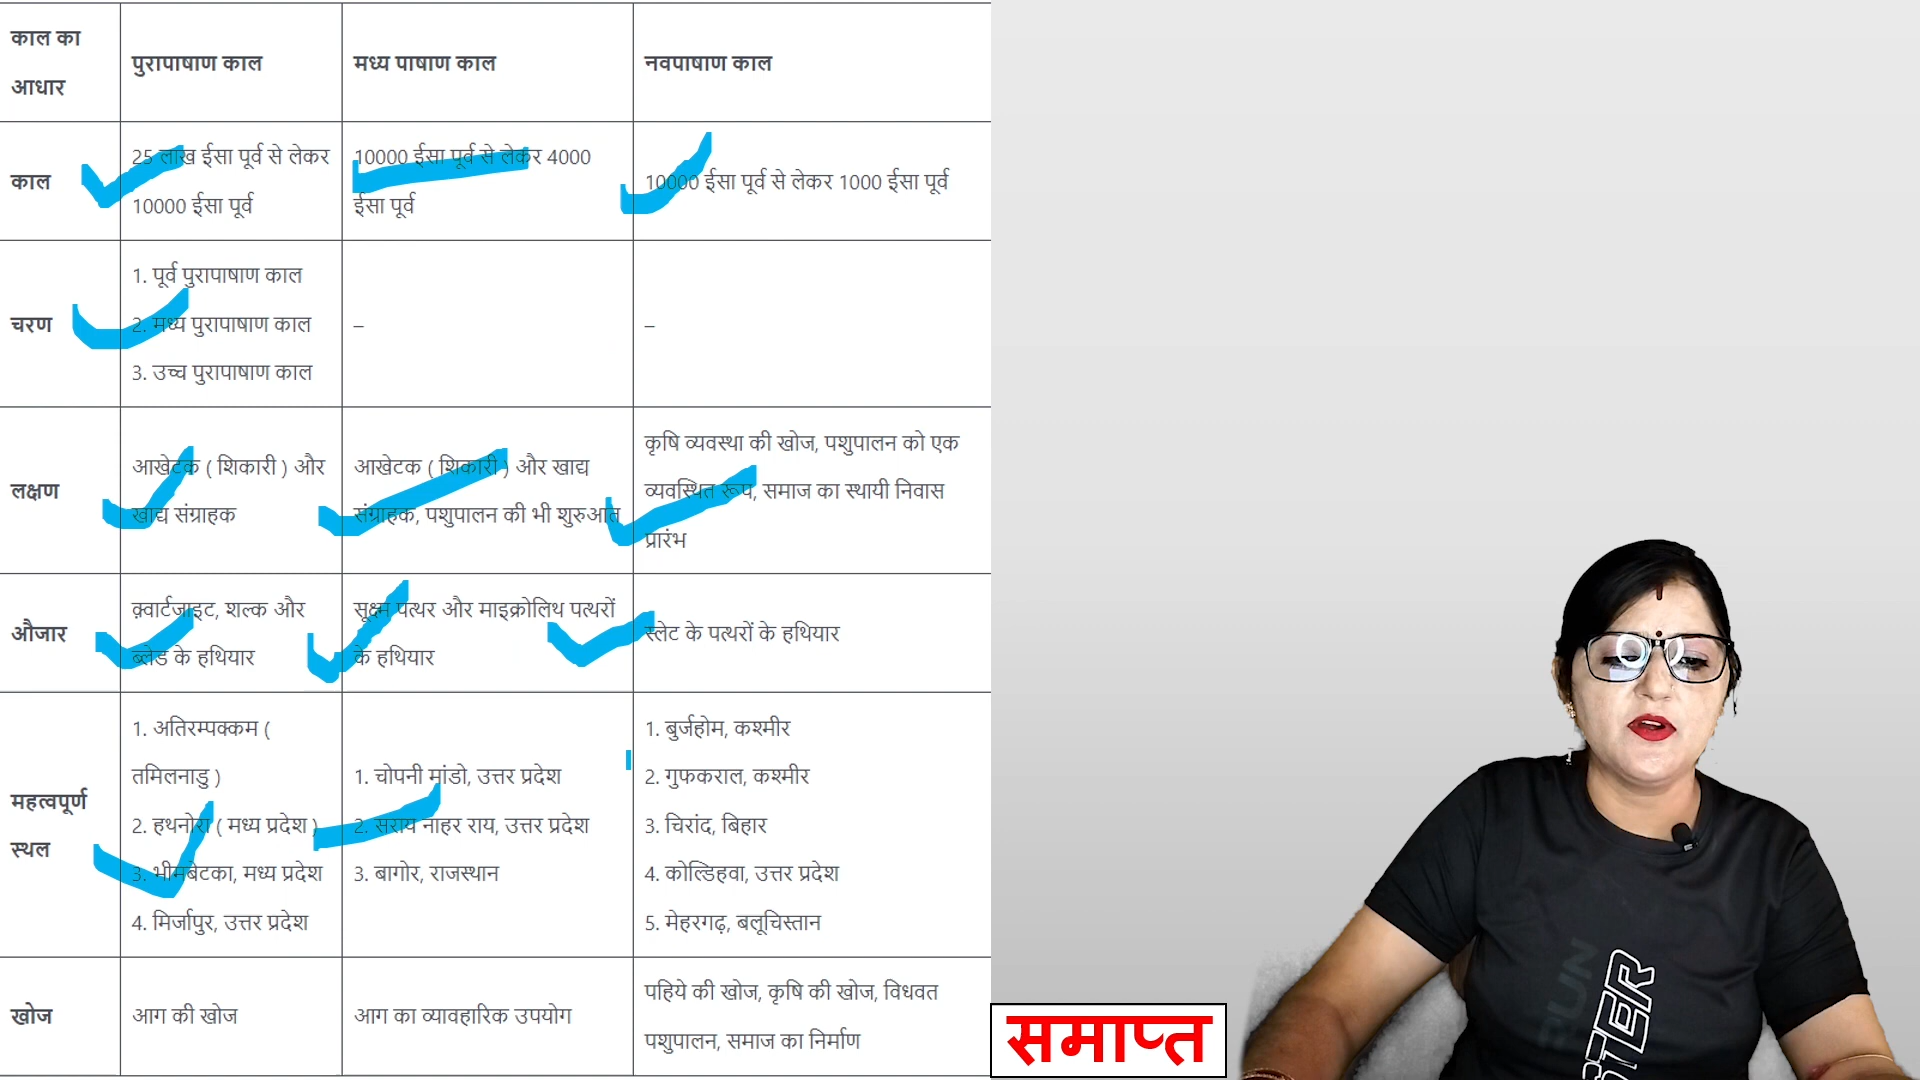 काल का
आधार
पुरापाषाण काल
मध्य पाषाण काल
नवपाषाण काल
काल
25 लाख ईसा पूर्व से लेकर
10000 ईसा पूर्व
10000 ईसा पूर्व से लेकर 4000
ईसा पूर्व
10000 ईसा पूर्व से लेकर 1000 ईसा पूर्व
चरण
1. पूर्व पुरापाषाण काल
2. मध्य पुरापाषाण काल
3. उच्च पुरापाषाण काल
–
–
लक्षण
आखेटक ( शिकारी ) और
खाद्य संग्राहक
आखेटक ( शिकारी ) और खाद्य
संग्राहक, पशुपालन की भी शुरुआत
कृषि व्यवस्था की खोज, पशुपालन को एक
व्यवस्थित रूप, समाज का स्थायी निवास
प्रारंभ
औजार
क़्वार्टजाइट, शल्क और
ब्लेड के हथियार
सूक्ष्म पत्थर और माइक्रोलिथ पत्थरों
के हथियार
स्लेट के पत्थरों के हथियार
महत्वपूर्ण
स्थल
1. अतिरम्पक्कम (
तमिलनाडु )
2. हथनोरा ( मध्य प्रदेश )
3. भीमबेटका, मध्य प्रदेश
4. मिर्जापुर, उत्तर प्रदेश
1. चोपनी मांडो, उत्तर प्रदेश
2. सराय नाहर राय, उत्तर प्रदेश
3. बागोर, राजस्थान
1. बुर्जहोम, कश्मीर
2. गुफकराल, कश्मीर
3. चिरांद, बिहार
4. कोल्डिहवा, उत्तर प्रदेश
5. मेहरगढ़, बलूचिस्तान
खोज
आग की खोज
आग का व्यावहारिक उपयोग
पहिये की खोज, कृषि की खोज, विधवत
पशुपालन, समाज का निर्माण
समाप्त
RUN